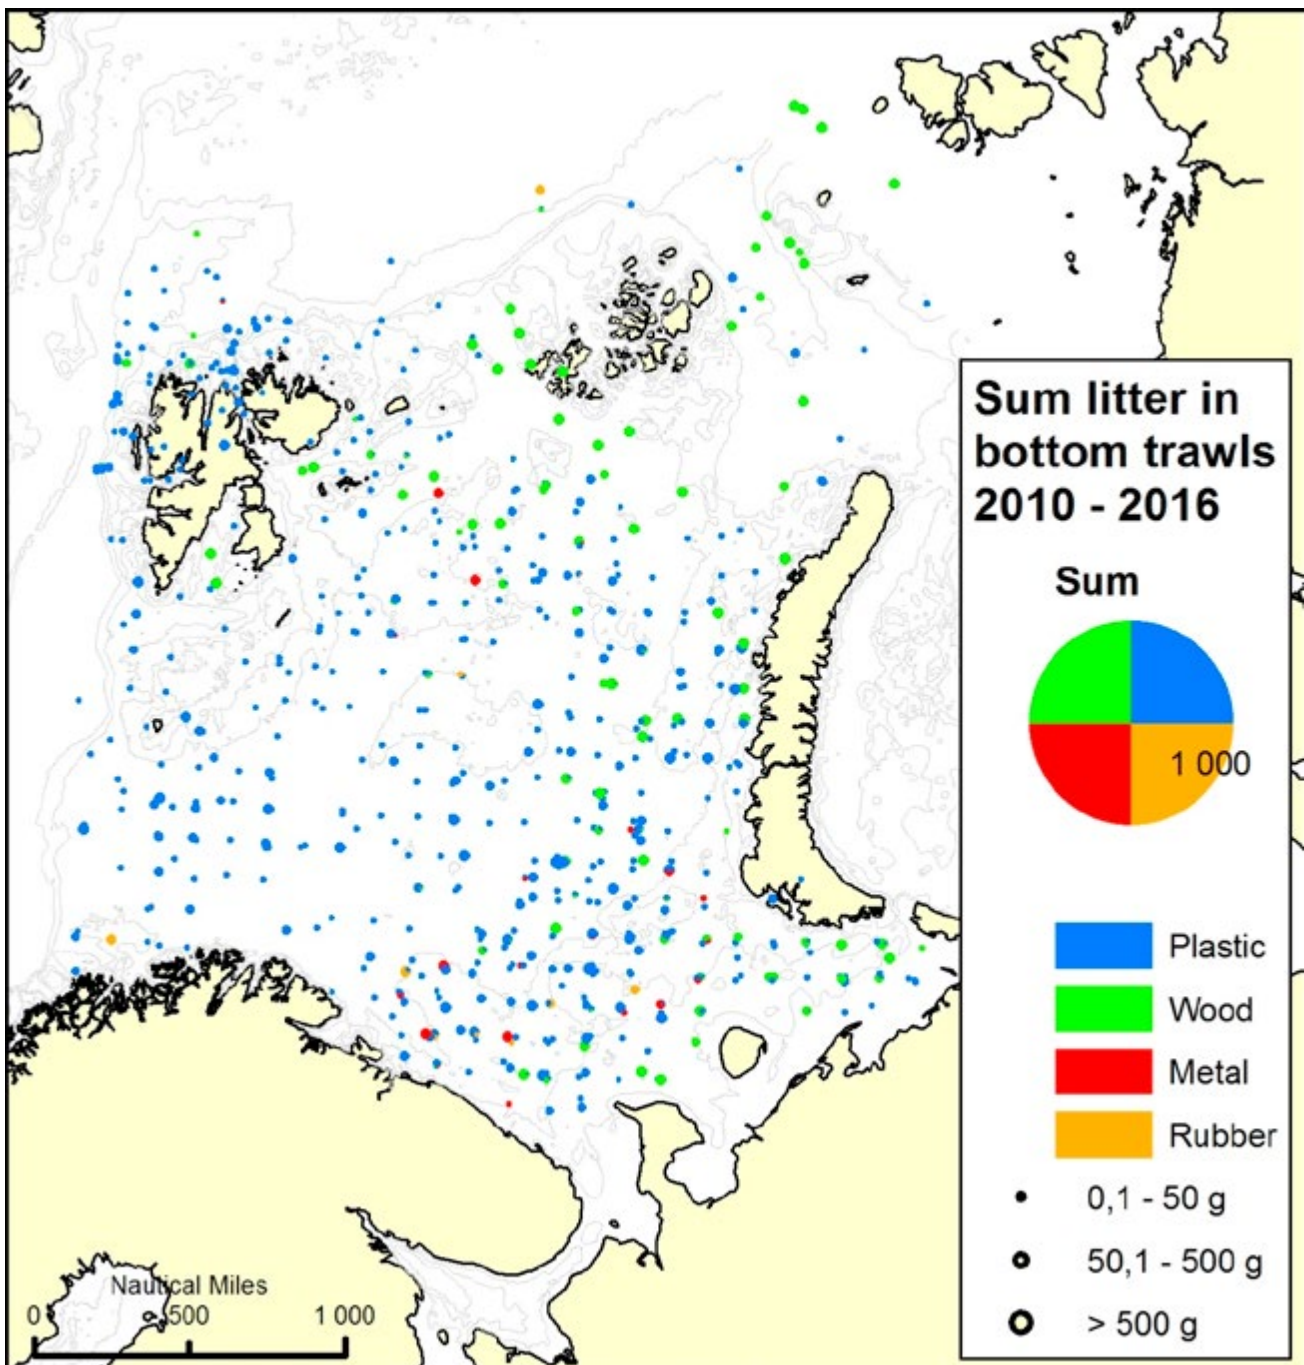 Sum litter in
bottom trawls
2010 - 2016
Sum
1 000
Plastic
Wood
Metal
Rubber
0,1 - 50 g
50,1 - 500 g
> 500 g
Nautical Miles
0 500 1 000